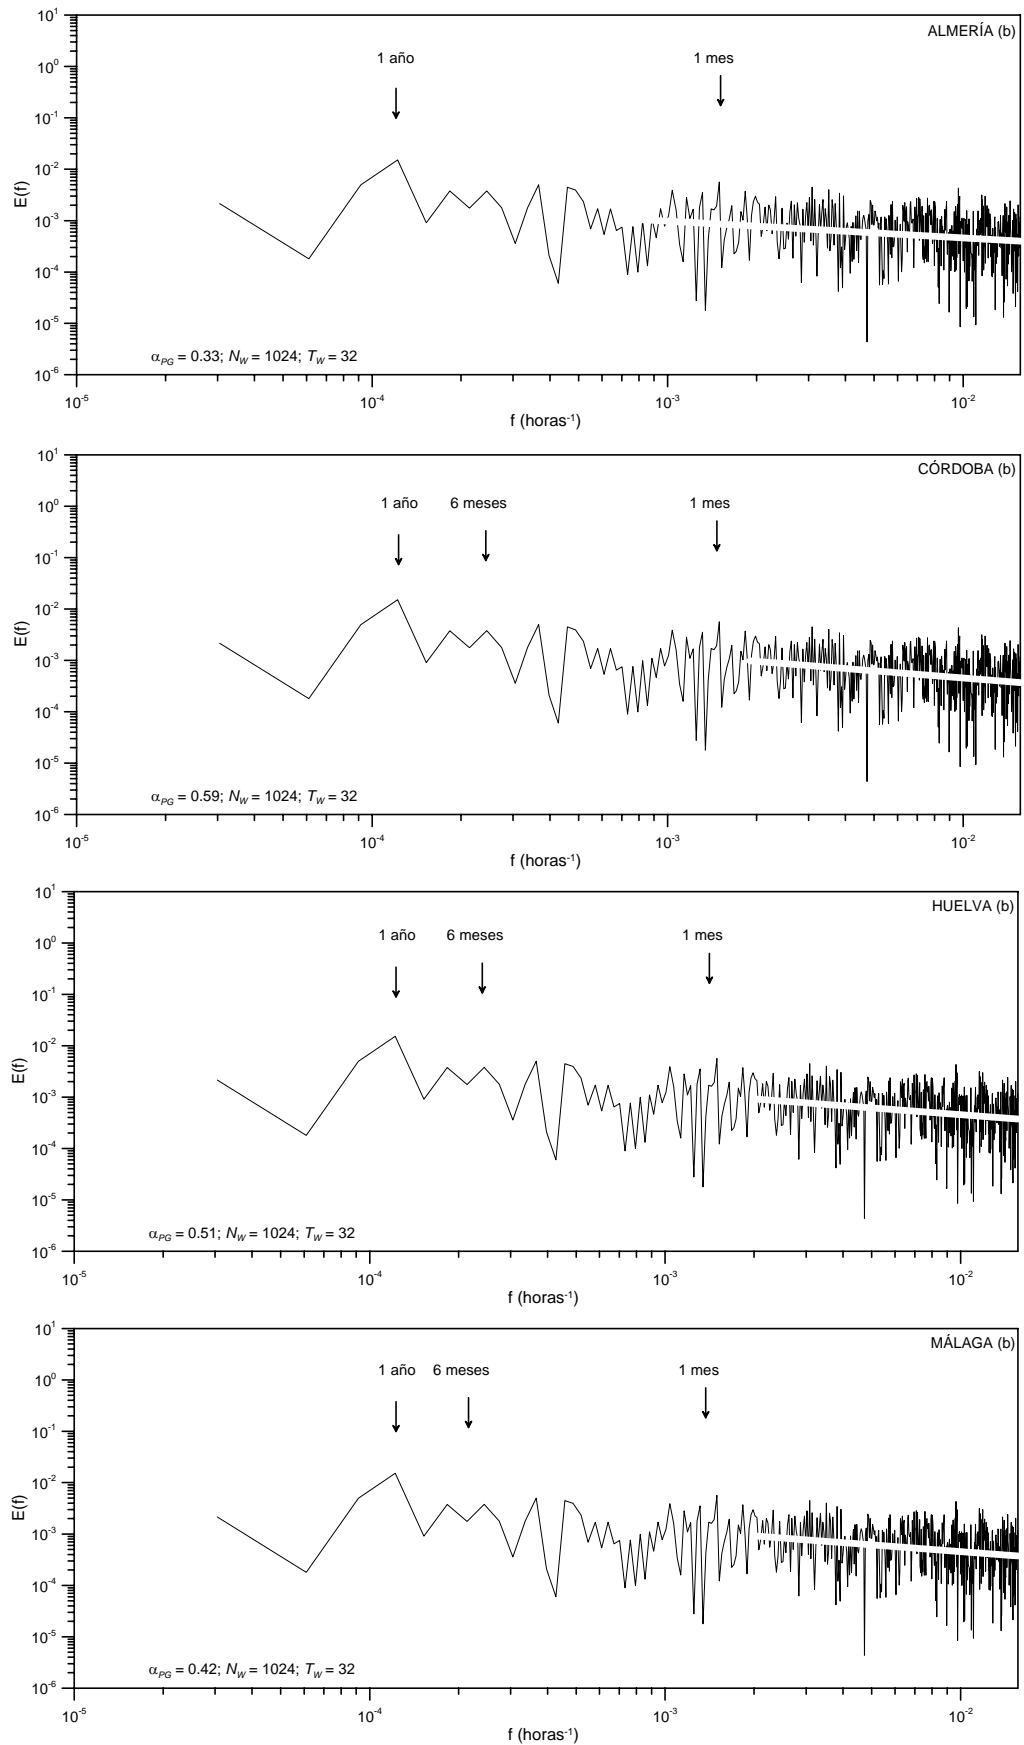 ALMERÍA (b)
1 año
1 mes
10¹
10⁰
10⁻¹
10⁻²
10⁻³
10⁻⁴
10⁻⁵
10⁻⁶
E(f)
α_PG = 0.33; N_W = 1024; T_W = 32
10⁻⁵ 10⁻⁴ 10⁻³ 10⁻²
f (horas⁻¹)
CÓRDOBA (b)
1 año 6 meses 1 mes
10¹
10⁰
10⁻¹
10⁻²
10⁻³
10⁻⁴
10⁻⁵
10⁻⁶
E(f)
α_PG = 0.59; N_W = 1024; T_W = 32
10⁻⁵ 10⁻⁴ 10⁻³ 10⁻²
f (horas⁻¹)
HUELVA (b)
1 año 6 meses 1 mes
10¹
10⁰
10⁻¹
10⁻²
10⁻³
10⁻⁴
10⁻⁵
10⁻⁶
E(f)
α_PG = 0.51; N_W = 1024; T_W = 32
10⁻⁵ 10⁻⁴ 10⁻³ 10⁻²
f (horas⁻¹)
MÁLAGA (b)
1 año 6 meses 1 mes
10¹
10⁰
10⁻¹
10⁻²
10⁻³
10⁻⁴
10⁻⁵
10⁻⁶
E(f)
α_PG = 0.42; N_W = 1024; T_W = 32
10⁻⁵ 10⁻⁴ 10⁻³ 10⁻²
f (horas⁻¹)